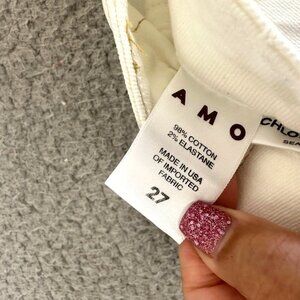 AMO
98% COTTON
2% ELASTANE
MADE IN USA
OF IMPORTED
FABRIC
27